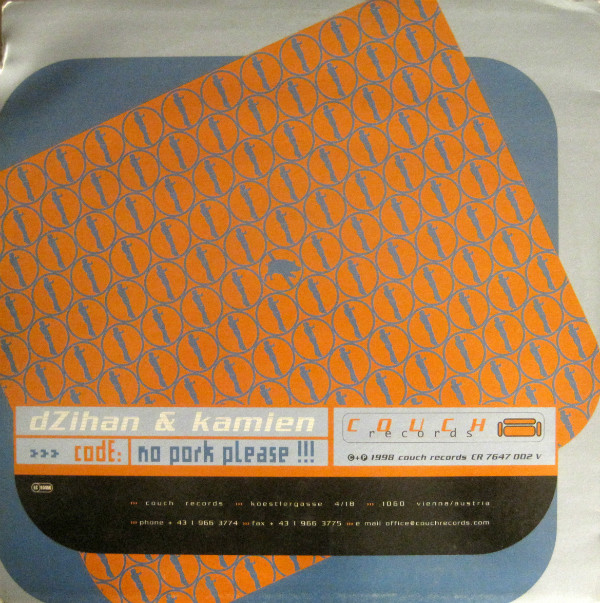 dZihan & kamien
>>> codE: no pork please !!!
COUCH
records
©+℗ 1998 couch records CR 7647 002 V
couch records koestlergasse 4/18 .1060 vienna/austria
phone + 43 1 966 3774 fax + 43 1 966 3775 e mail office@couchrecords.com